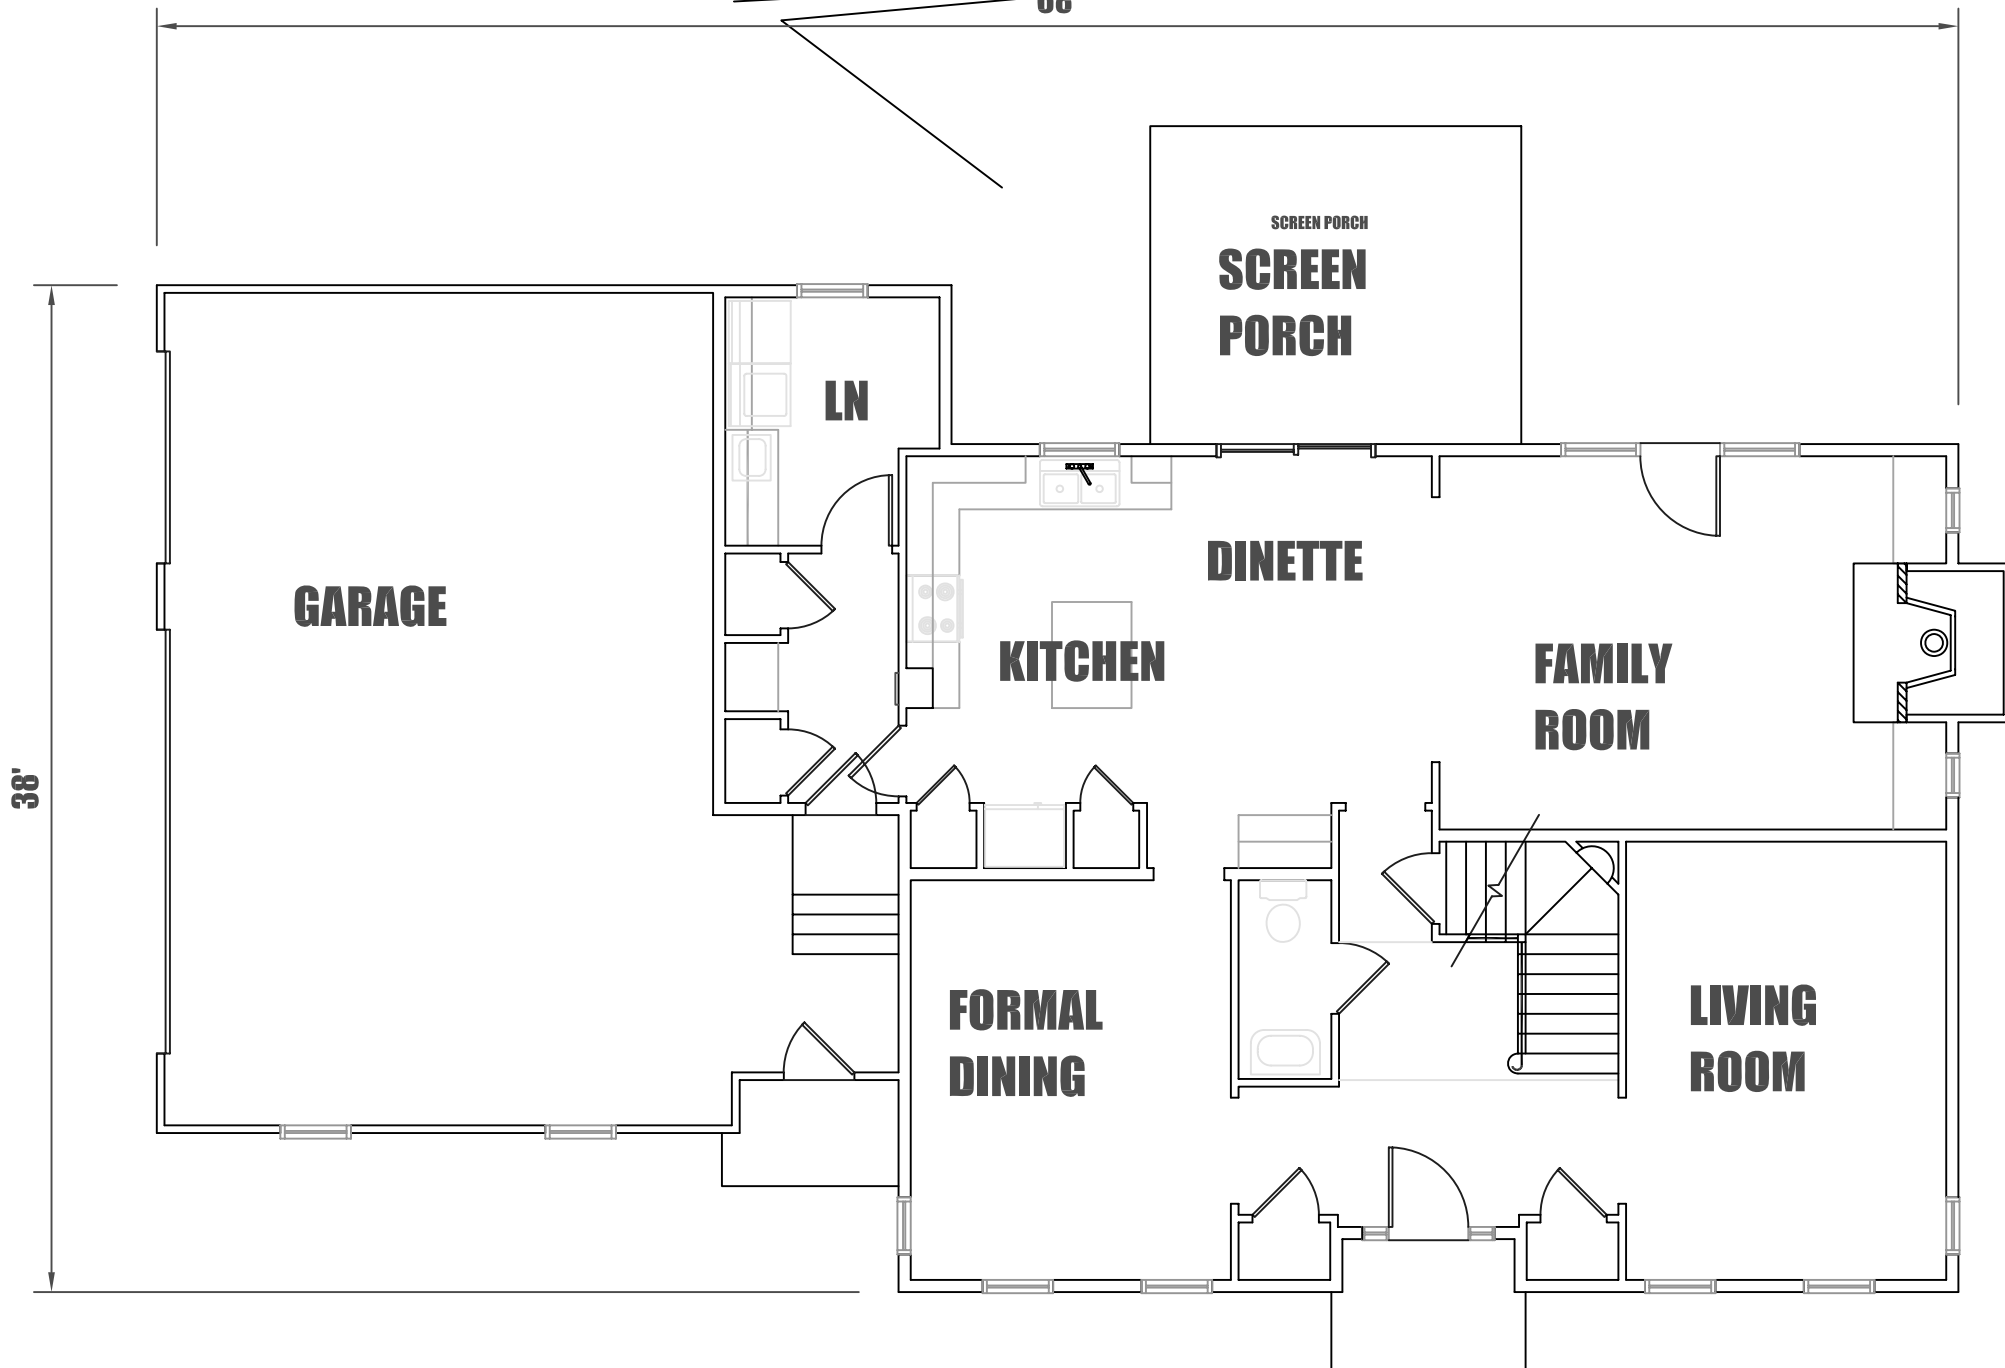 SCREEN PORCH
SCREEN
PORCH
LN
GARAGE
DINETTE
KITCHEN
FAMILY
ROOM
38'
FORMAL
DINING
LIVING
ROOM